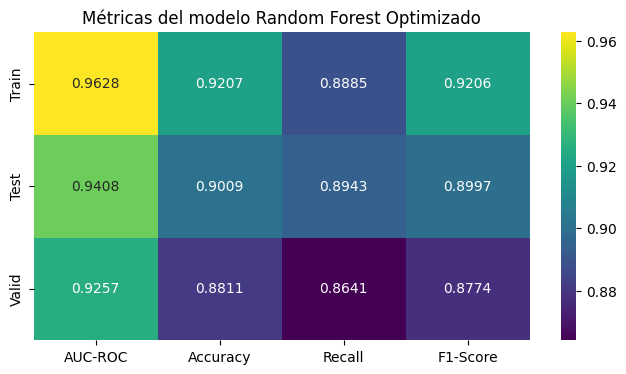 Métricas del modelo Random Forest Optimizado
Train 0.9628 0.9207 0.8885 0.9206
Test 0.9408 0.9009 0.8943 0.8997
Valid 0.9257 0.8811 0.8641 0.8774
AUC-ROC Accuracy Recall F1-Score
0.96
0.94
0.92
0.90
0.88